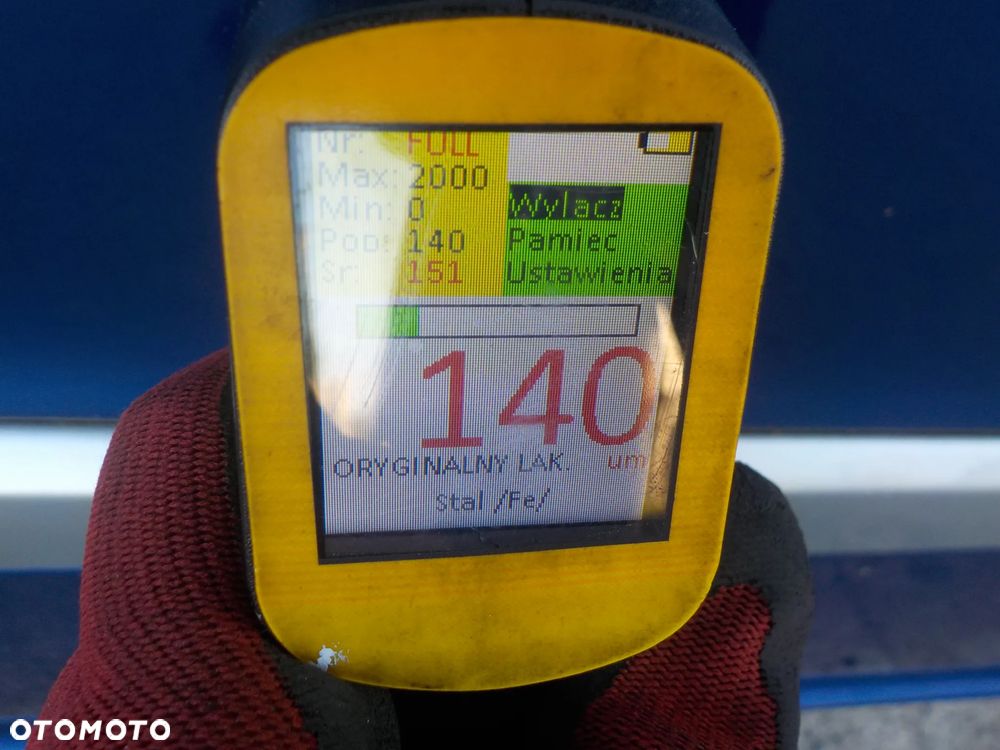 Nr: FULL
Max: 2000
Min: 0
Pop: 140
Sr: 151
Wylacz
Pamiec
Ustawienia
140
ORYGINALNY LAK. um
Stal /Fe/
OTOMOTO